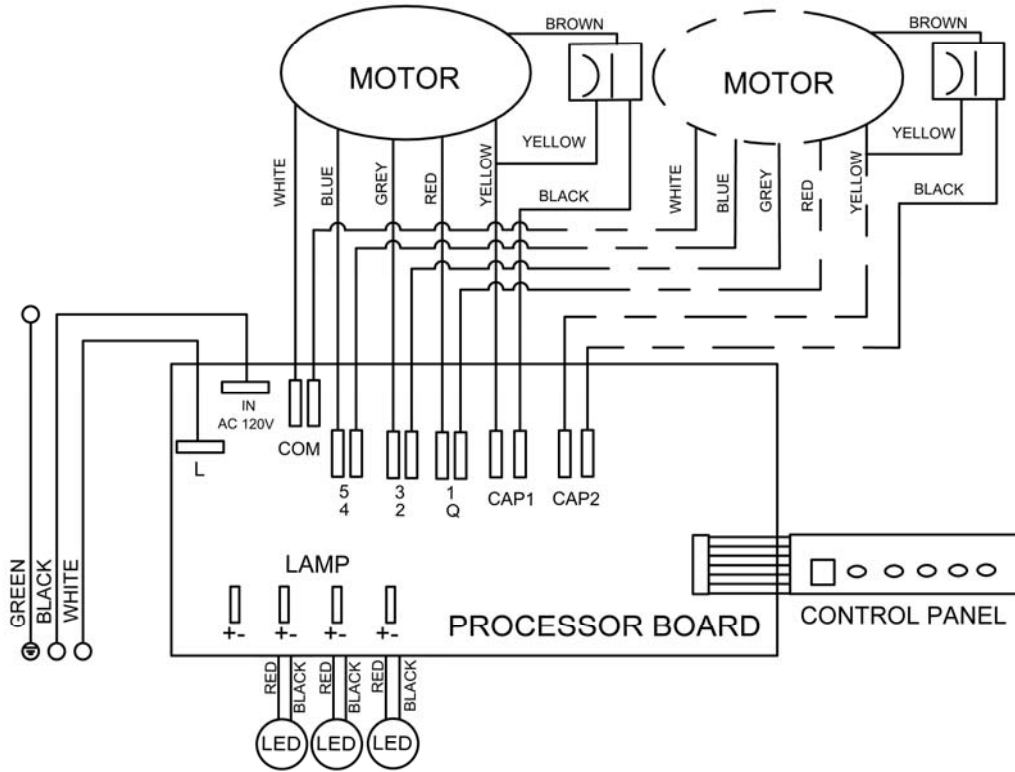 BROWN
BROWN
MOTOR
MOTOR
YELLOW
YELLOW
WHITE
BLUE
GREY
RED
YELLOW
BLACK
WHITE
BLUE
GREY
RED
YELLOW
BLACK
IN
AC 120V
L
COM
5
4
3
2
1
Q
CAP1
CAP2
GREEN
BLACK
WHITE
LAMP
+-
+-
+-
+-
PROCESSOR BOARD
CONTROL PANEL
RED
BLACK
RED
BLACK
RED
BLACK
LED
LED
LED